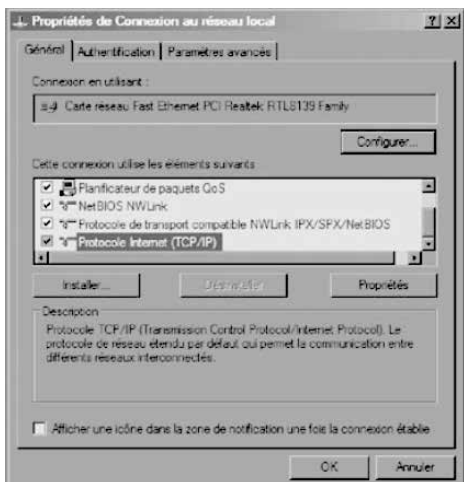 Propriétés de Connexion au réseau local
Général Authentification Paramètres avancés
Connexion en utilisant :
Carte réseau Fast Ethernet PCI Realtek RTL8139 Family
Configurer...
Cette connexion utilise les éléments suivants :
Planificateur de paquets QoS
NetBIOS NWLink
Protocole de transport compatible NWLink IPX/SPX/NetBIOS
Protocole Internet (TCP/IP)
Installer... Désinstaller Propriétés
Description
Protocole TCP/IP (Transmission Control Protocol/Internet Protocol). Le
protocole de réseau étendu par défaut qui permet la communication entre
différents réseaux interconnectés.
Afficher une icône dans la zone de notification une fois la connexion établie
OK Annuler